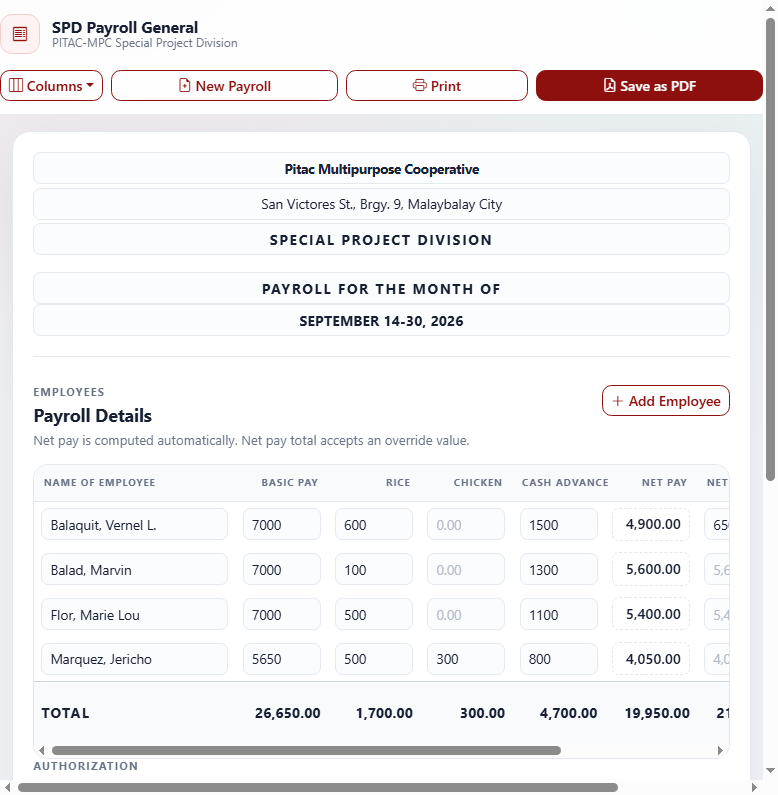 SPD Payroll General
PITAC-MPC Special Project Division
Columns
New Payroll
Print
Save as PDF
Pitac Multipurpose Cooperative
San Victores St., Brgy. 9, Malaybalay City
SPECIAL PROJECT DIVISION
PAYROLL FOR THE MONTH OF
SEPTEMBER 14-30, 2026
EMPLOYEES
Payroll Details
+ Add Employee
Net pay is computed automatically. Net pay total accepts an override value.
NAME OF EMPLOYEE BASIC PAY RICE CHICKEN CASH ADVANCE NET PAY NET
Balaquit, Vernel L. 7000 600 0.00 1500 4,900.00
Balad, Marvin 7000 100 0.00 1300 5,600.00
Flor, Marie Lou 7000 500 0.00 1100 5,400.00
Marquez, Jericho 5650 500 300 800 4,050.00
TOTAL 26,650.00 1,700.00 300.00 4,700.00 19,950.00
AUTHORIZATION